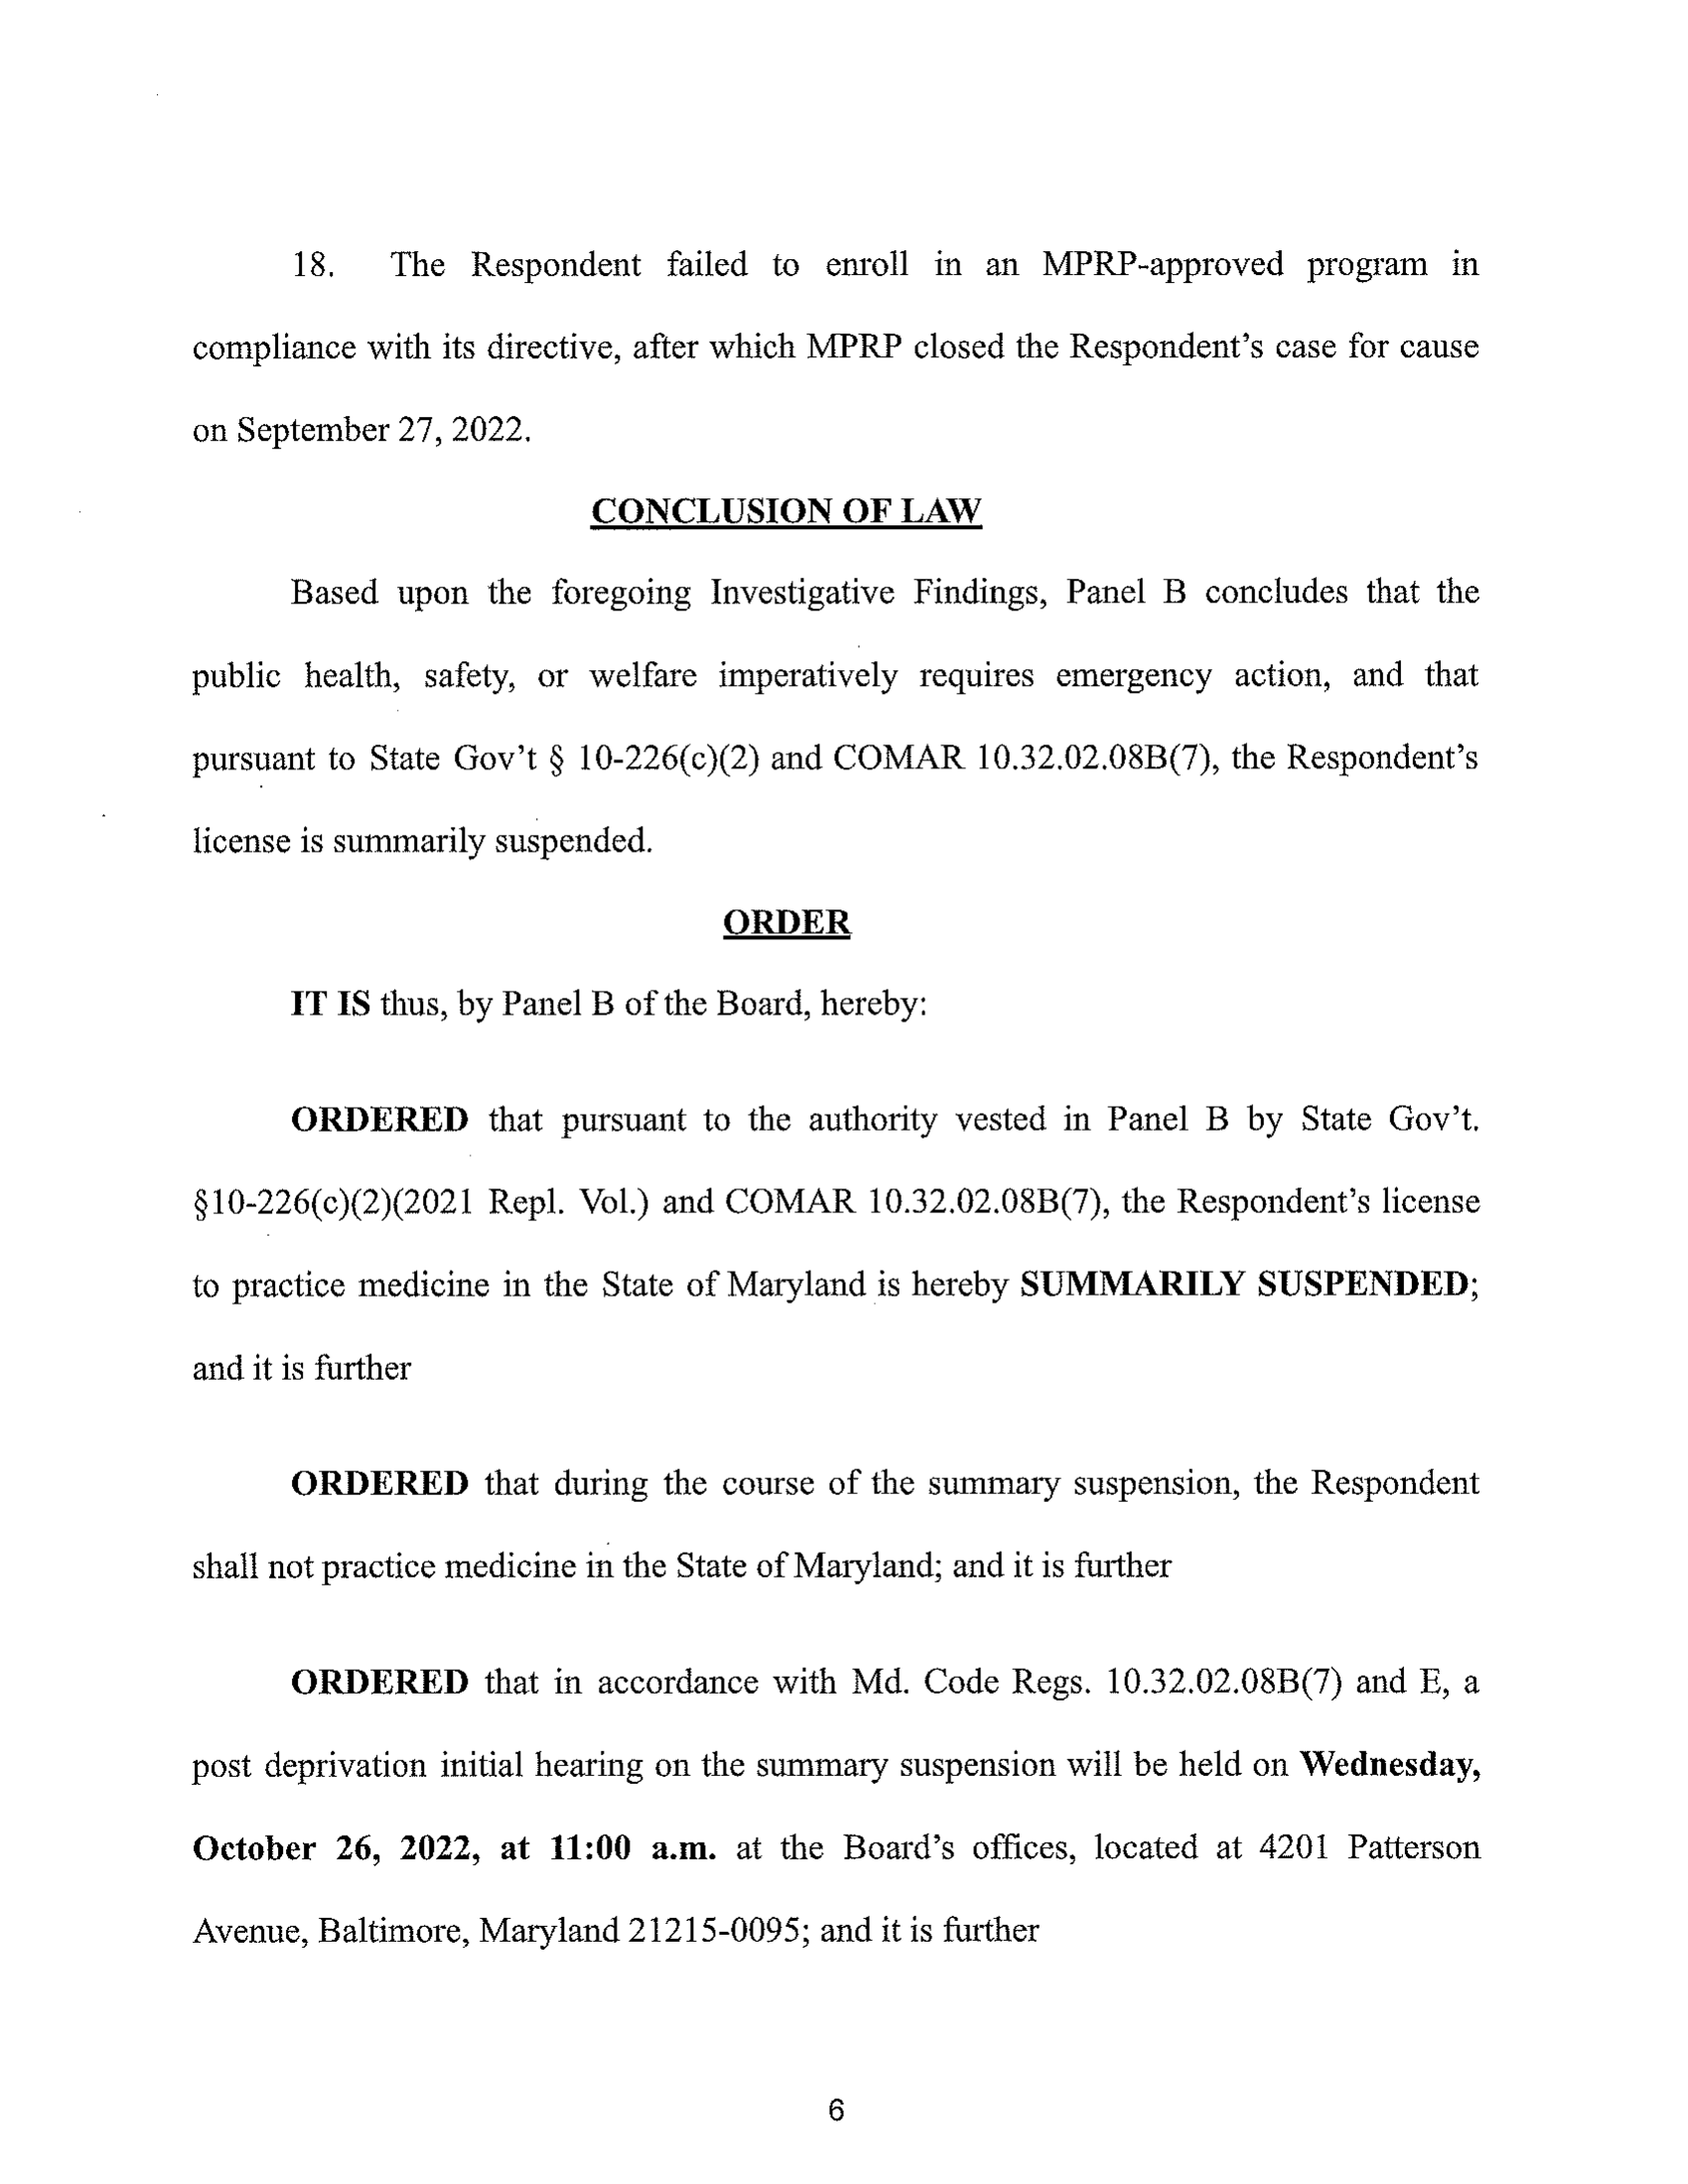 18. The Respondent failed to enroll in an MPRP-approved program in
compliance with its directive, after which MPRP closed the Respondent's case for cause
on September 27, 2022.
CONCLUSION OF LAW
Based upon the foregoing Investigative Findings, Panel B concludes that the
public health, safety, or welfare imperatively requires emergency action, and that
pursuant to State Gov't § 10-226(c)(2) and COMAR 10.32.02.08B(7), the Respondent's
license is summarily suspended.
ORDER
IT IS thus, by Panel B of the Board, hereby:
ORDERED that pursuant to the authority vested in Panel B by State Gov't.
§10-226(c)(2)(2021 Repl. Vol.) and COMAR 10.32.02.08B(7), the Respondent's license
to practice medicine in the State of Maryland is hereby SUMMARILY SUSPENDED;
and it is further
ORDERED that during the course of the summary suspension, the Respondent
shall not practice medicine in the State of Maryland; and it is further
ORDERED that in accordance with Md. Code Regs. 10.32.02.08B(7) and E, a
post deprivation initial hearing on the summary suspension will be held on Wednesday,
October 26, 2022, at 11:00 a.m. at the Board's offices, located at 4201 Patterson
Avenue, Baltimore, Maryland 21215-0095; and it is further
6